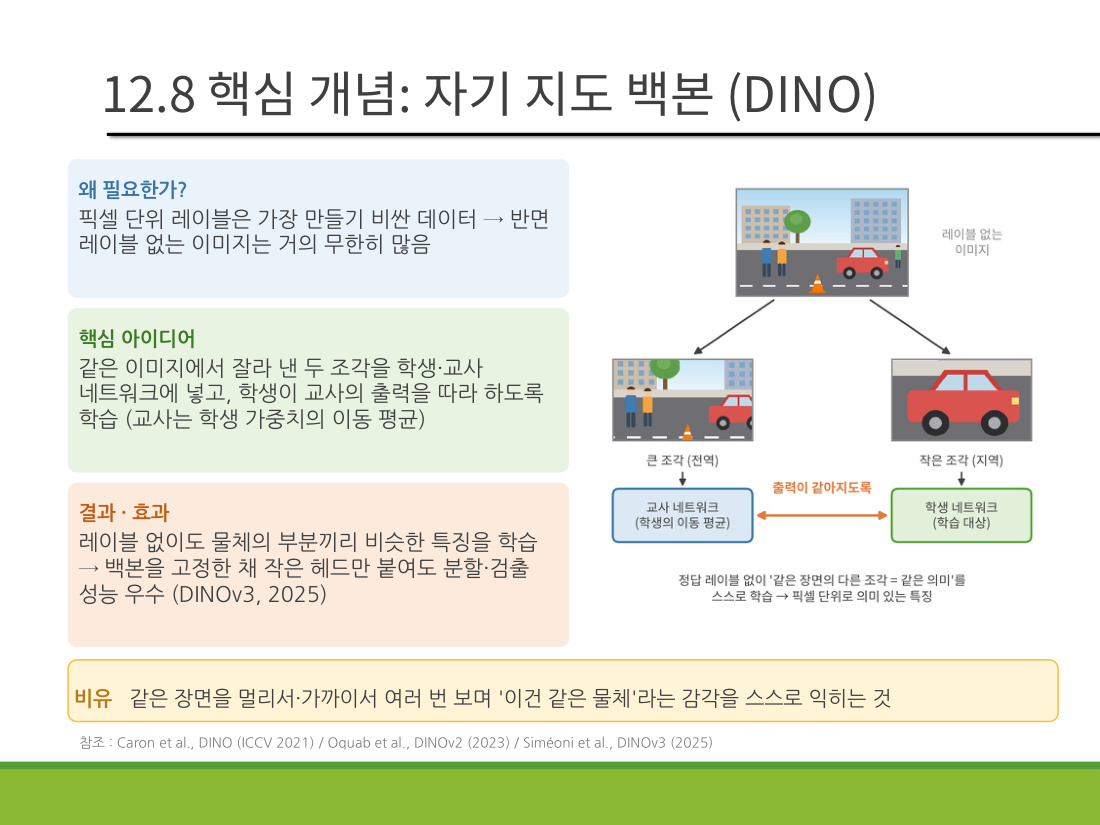 12.8 핵심 개념: 자기 지도 백본 (DINO)
왜 필요한가?
픽셀 단위 레이블은 가장 만들기 비싼 데이터 → 반면
레이블 없는 이미지는 거의 무한히 많음
핵심 아이디어
같은 이미지에서 잘라 낸 두 조각을 학생·교사
네트워크에 넣고, 학생이 교사의 출력을 따라 하도록
학습 (교사는 학생 가중치의 이동 평균)
결과 · 효과
레이블 없이도 물체의 부분끼리 비슷한 특징을 학습
→ 백본을 고정한 채 작은 헤드만 붙여도 분할·검출
성능 우수 (DINOv3, 2025)
레이블 없는
이미지
큰 조각 (전역)
작은 조각 (지역)
교사 네트워크
(학생의 이동 평균)
출력이 같아지도록
학생 네트워크
(학습 대상)
정답 레이블 없이 '같은 장면의 다른 조각 = 같은 의미'를
스스로 학습 → 픽셀 단위로 의미 있는 특징
비유 같은 장면을 멀리서·가까이서 여러 번 보며 '이건 같은 물체'라는 감각을 스스로 익히는 것
참조 : Caron et al., DINO (ICCV 2021) / Oquab et al., DINOv2 (2023) / Siméoni et al., DINOv3 (2025)